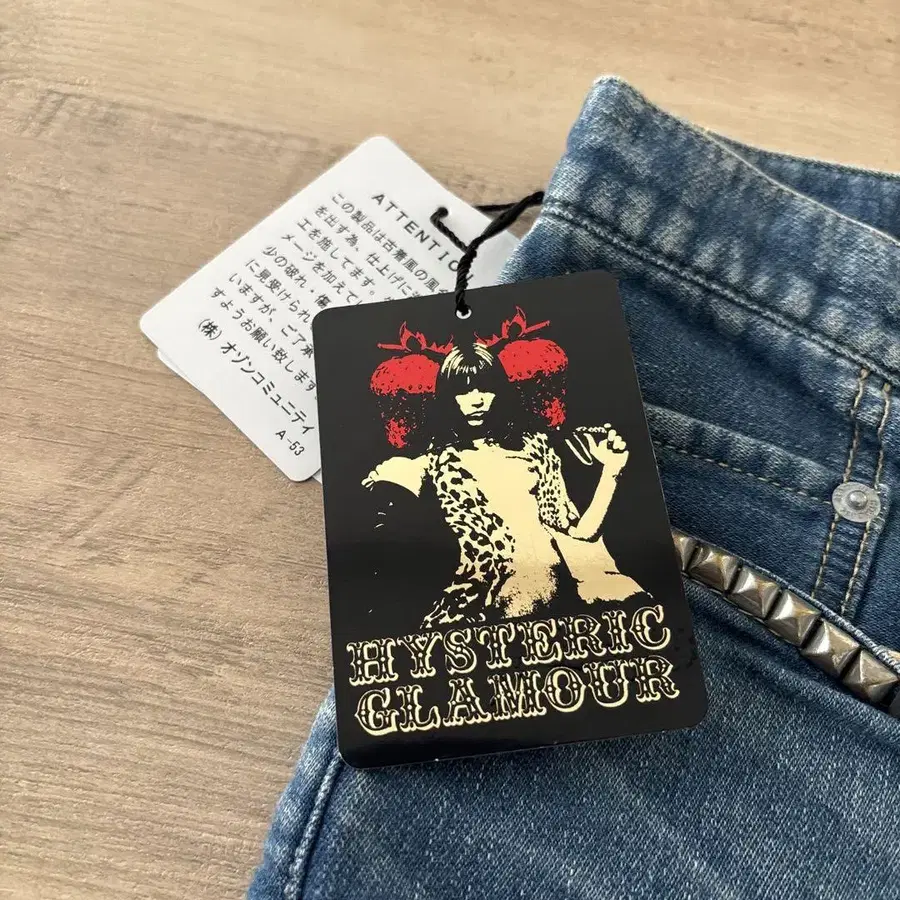 ATTENTIO
この製品は古着風の風合
を出す為、仕上げに
工を施してます。
メージを加えてい
少の破れ・傷
に見受けられ
いますが、ご了承
すようお願い致します
(株) オゾンコミュニティ
A-53
HYSTERIC
GLAMOUR